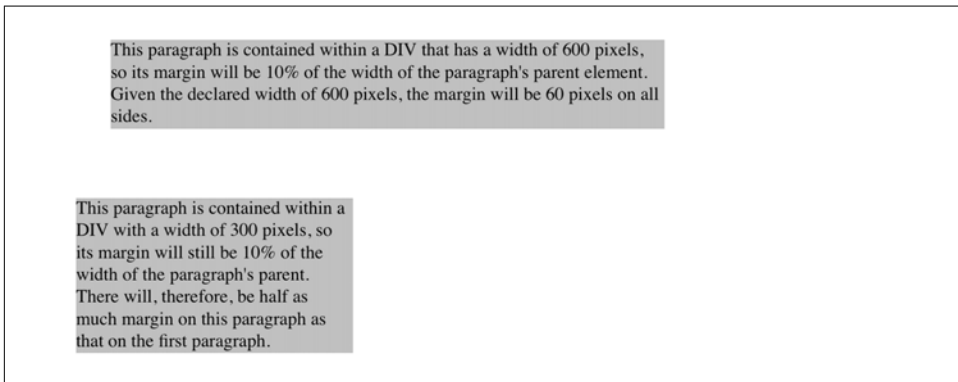 This paragraph is contained within a DIV that has a width of 600 pixels,
so its margin will be 10% of the width of the paragraph's parent element.
Given the declared width of 600 pixels, the margin will be 60 pixels on all
sides.
This paragraph is contained within a
DIV with a width of 300 pixels, so
its margin will still be 10% of the
width of the paragraph's parent.
There will, therefore, be half as
much margin on this paragraph as
that on the first paragraph.